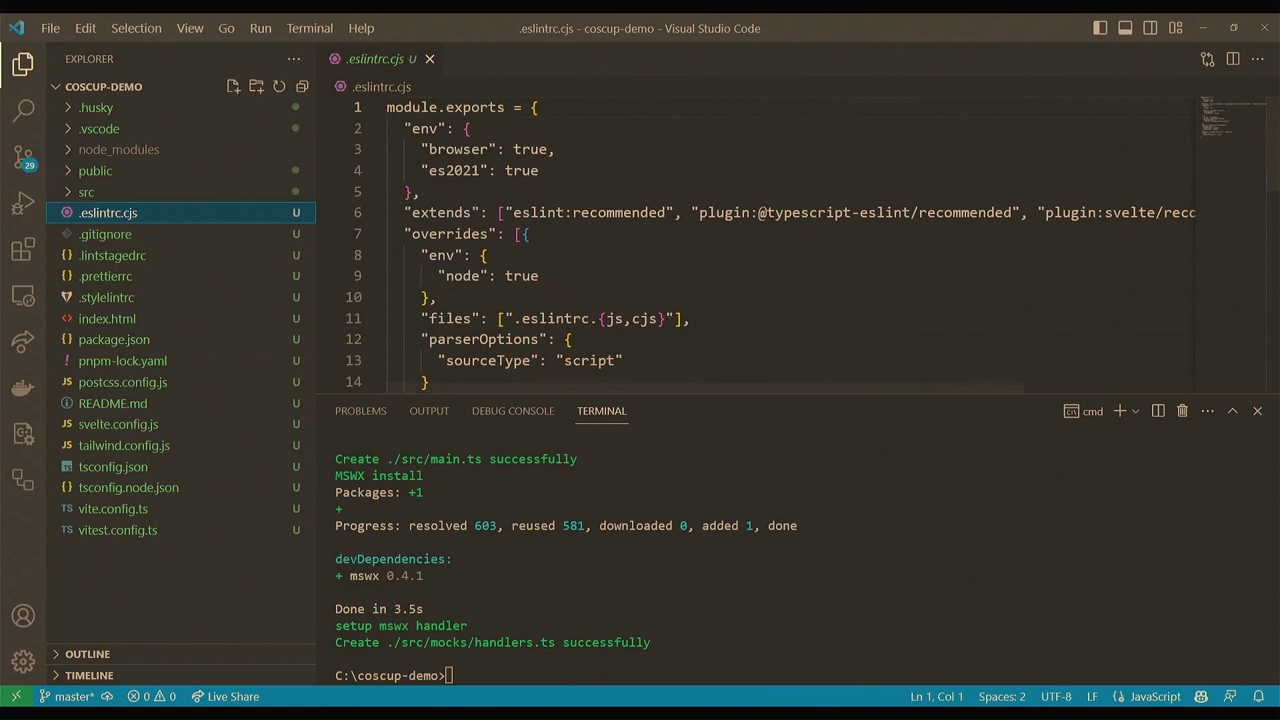 File Edit Selection View Go Run Terminal Help
.eslintrc.cjs - coscup-demo - Visual Studio Code
EXPLORER
COSCUP-DEMO
.husky
.vscode
node_modules
public
src
.eslintrc.cjs U
.gitignore U
.lintstagedrc U
.prettierrc U
.stylelintrc U
index.html U
package.json U
pnpm-lock.yaml U
postcss.config.js U
README.md U
svelte.config.js U
tailwind.config.js U
tsconfig.json U
tsconfig.node.json U
vite.config.ts U
vitest.config.ts U
OUTLINE
TIMELINE
29
.eslintrc.cjs U
.eslintrc.cjs
1 module.exports = {
2 "env": {
3 "browser": true,
4 "es2021": true
5 },
6 "extends": ["eslint:recommended", "plugin:@typescript-eslint/recommended", "plugin:svelte/reco
7 "overrides": [{
8 "env": {
9 "node": true
10 },
11 "files": [".eslintrc.{js,cjs}"],
12 "parserOptions": {
13 "sourceType": "script"
14 }
PROBLEMS OUTPUT DEBUG CONSOLE TERMINAL
cmd
Create ./src/main.ts successfully
MSWX install
Packages: +1
+
Progress: resolved 603, reused 581, downloaded 0, added 1, done
devDependencies:
+ mswx 0.4.1
Done in 3.5s
setup mswx handler
Create ./src/mocks/handlers.ts successfully
C:\coscup-demo>
master* 0 0 Live Share
Ln 1, Col 1 Spaces: 2 UTF-8 LF {} JavaScript